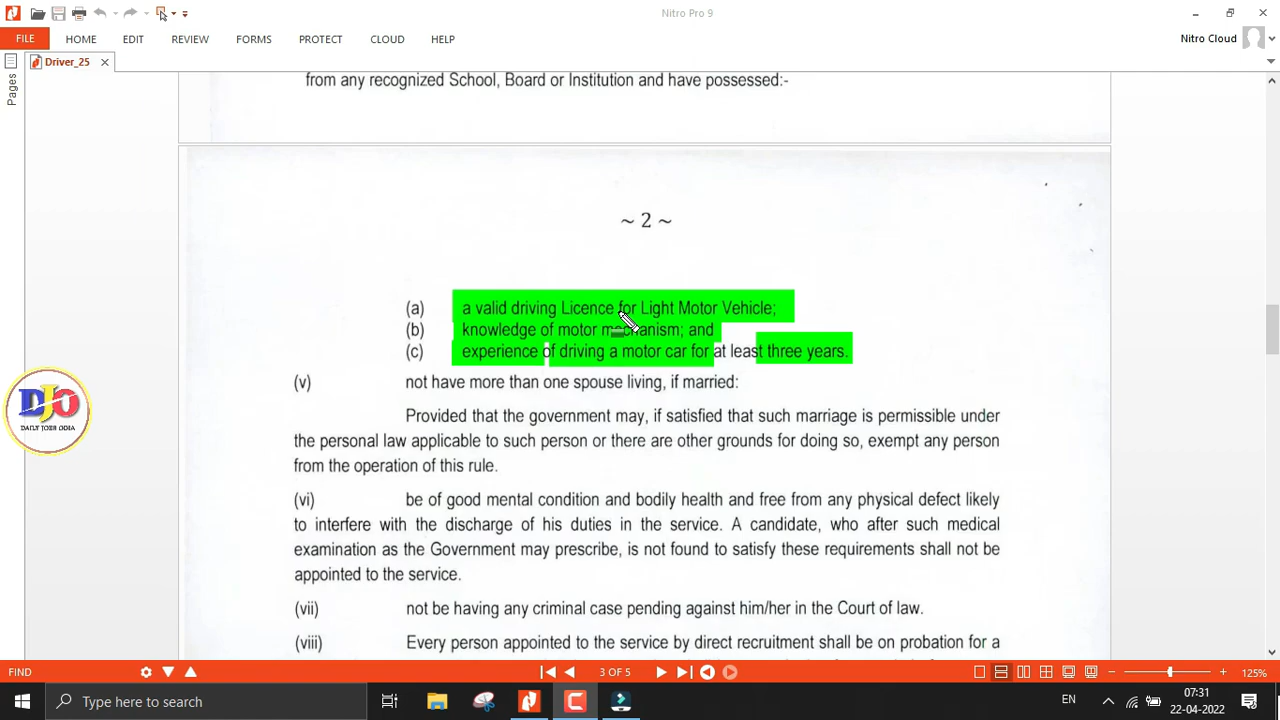 Nitro Pro 9
FILE HOME EDIT REVIEW FORMS PROTECT CLOUD HELP Nitro Cloud
Driver_25
Pages
from any recognized School, Board or Institution and have possessed:-
~ 2 ~
(a) a valid driving Licence for Light Motor Vehicle;
(b) knowledge of motor mechanism; and
(c) experience of driving a motor car for at least three years.
(v) not have more than one spouse living, if married:
Provided that the government may, if satisfied that such marriage is permissible under
the personal law applicable to such person or there are other grounds for doing so, exempt any person
from the operation of this rule.
(vi) be of good mental condition and bodily health and free from any physical defect likely
to interfere with the discharge of his duties in the service. A candidate, who after such medical
examination as the Government may prescribe, is not found to satisfy these requirements shall not be
appointed to the service.
(vii) not be having any criminal case pending against him/her in the Court of law.
(viii) Every person appointed to the service by direct recruitment shall be on probation for a
DJO
DAILY JOBS ODIA
FIND 3 OF 5 125%
Type here to search EN 07:31
22-04-2022